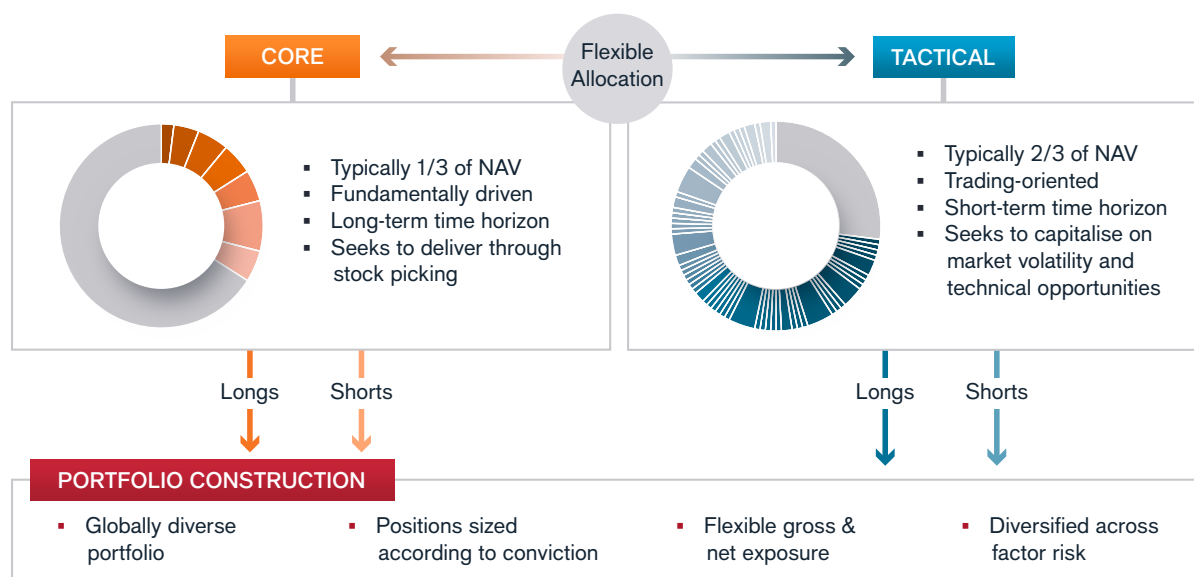 CORE
Flexible
Allocation
TACTICAL
▪ Typically 1/3 of NAV
▪ Fundamentally driven
▪ Long-term time horizon
▪ Seeks to deliver through
stock picking
▪ Typically 2/3 of NAV
▪ Trading-oriented
▪ Short-term time horizon
▪ Seeks to capitalise on
market volatility and
technical opportunities
Longs
Shorts
Longs
Shorts
PORTFOLIO CONSTRUCTION
▪ Globally diverse
portfolio
▪ Positions sized
according to conviction
▪ Flexible gross &
net exposure
▪ Diversified across
factor risk